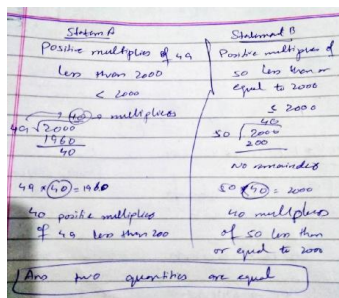 Statem A
Positive multiples of 49
less than 2000
< 2000
40 → multiplices
49 √2000
1960
40
49 × 40 = 1960
40 positive multiples
of 49 less than 200
Statement B
Positive multiples of
50 less than or
equal to 2000
≤ 2000
40
50 √2000
200
No remainder
50 × 40 = 2000
40 multiples
of 50 less than
or equal to 2000
Ans two quantities are equal